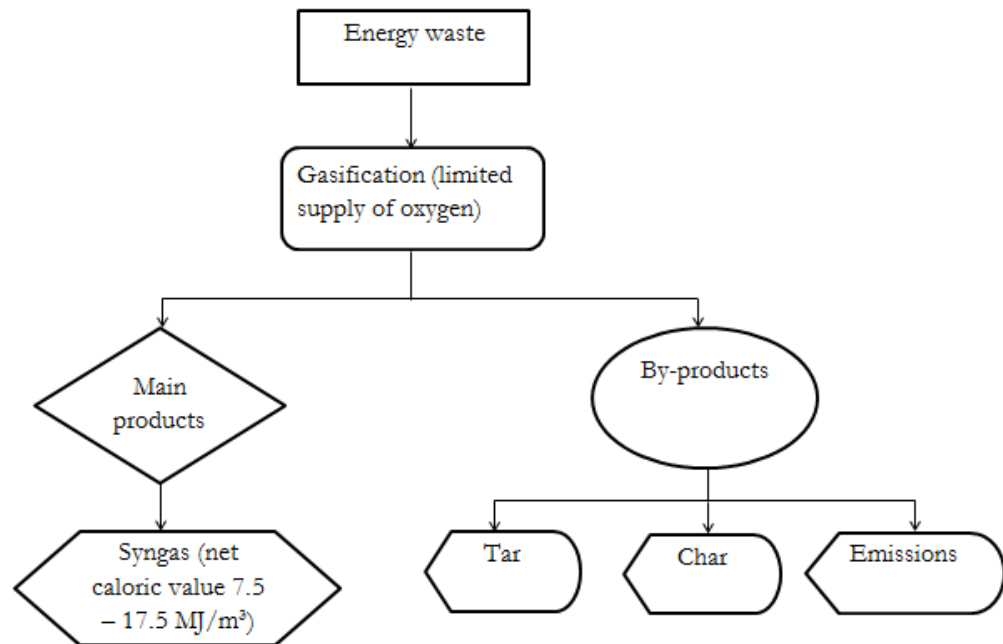 Energy waste
Gasification (limited
supply of oxygen)
Main
products
By-products
Syngas (net
caloric value 7.5
– 17.5 MJ/m³)
Tar
Char
Emissions